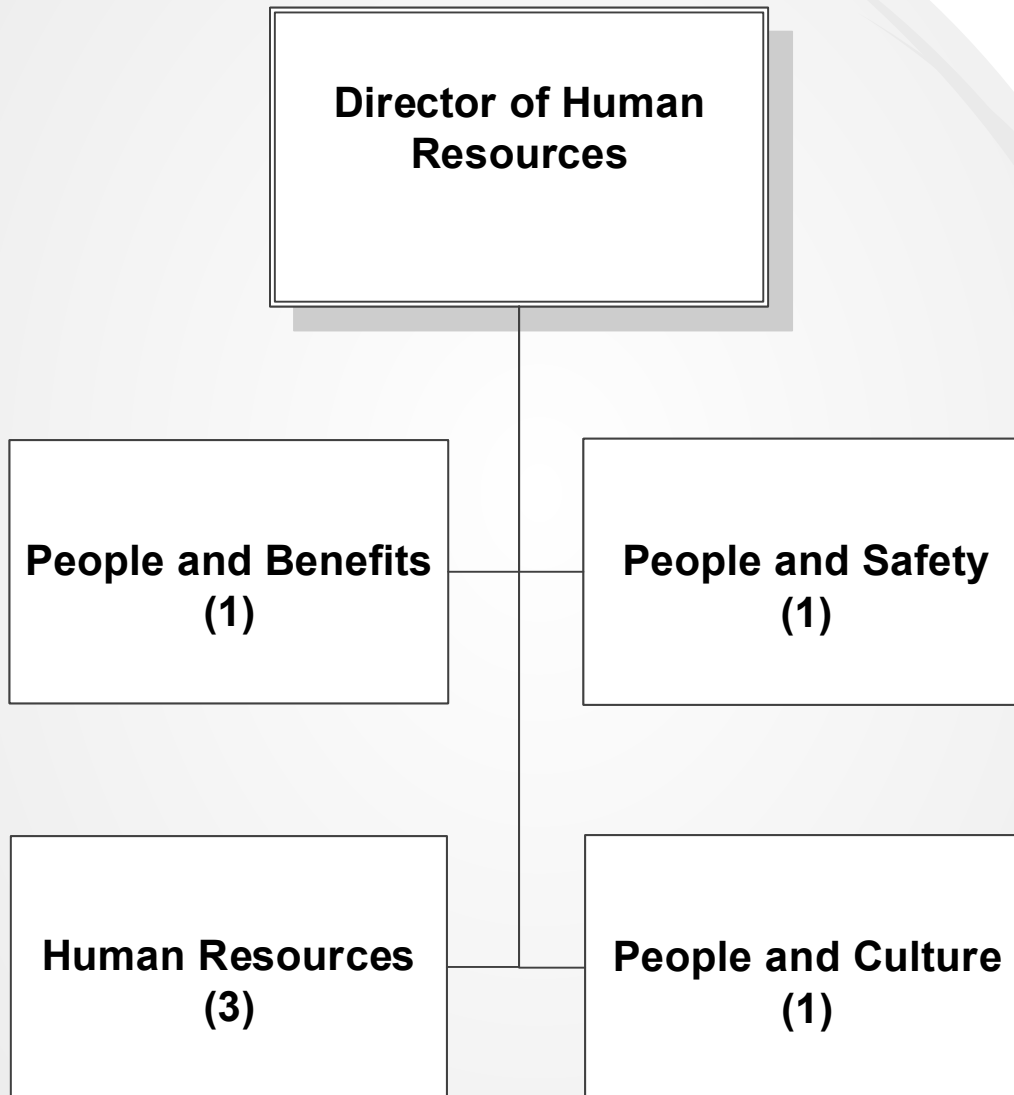 Director of Human
Resources
People and Benefits
(1)
People and Safety
(1)
Human Resources
(3)
People and Culture
(1)